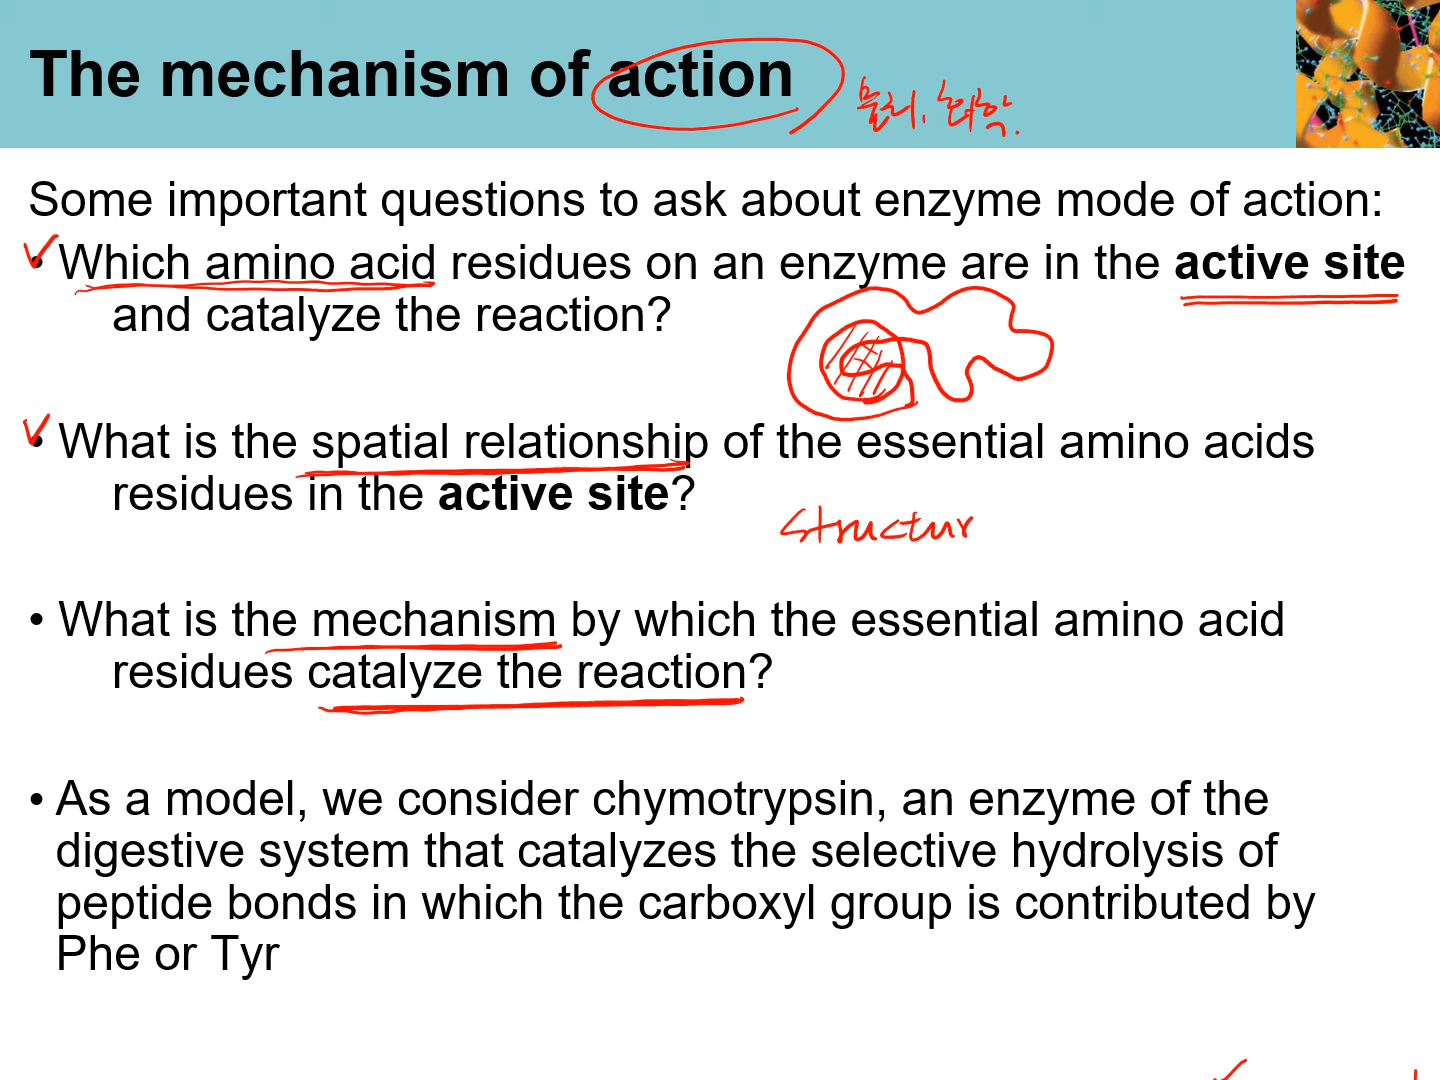 The mechanism of action
물리, 화학.
Some important questions to ask about enzyme mode of action:
• Which amino acid residues on an enzyme are in the active site
and catalyze the reaction?
• What is the spatial relationship of the essential amino acids
residues in the active site?
structur
• What is the mechanism by which the essential amino acid
residues catalyze the reaction?
• As a model, we consider chymotrypsin, an enzyme of the
digestive system that catalyzes the selective hydrolysis of
peptide bonds in which the carboxyl group is contributed by
Phe or Tyr